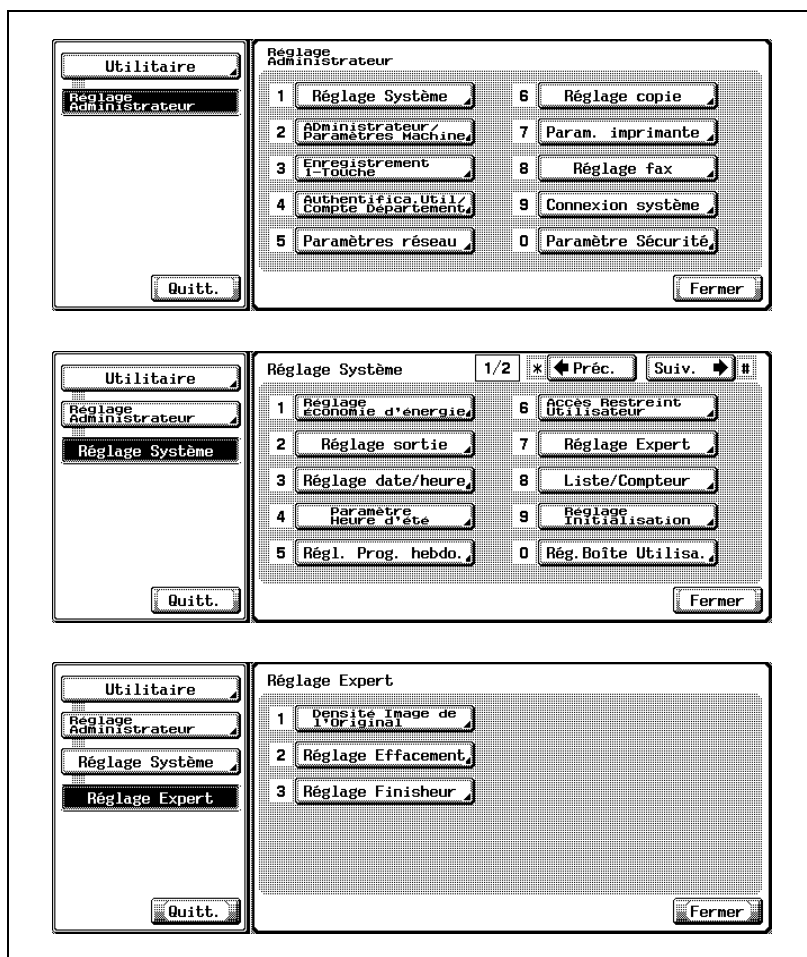 Utilitaire
Réglage
Administrateur
Quitt.
Réglage
Administrateur
1 Réglage Système
2 ADministrateur/
Paramètres Machine
3 Enregistrement
1-Touche
4 Authentifica.Util/
Compte Département
5 Paramètres réseau
6 Réglage copie
7 Param. imprimante
8 Réglage fax
9 Connexion système
0 Paramètre Sécurité
Fermer
Utilitaire
Réglage
Administrateur
Réglage Système
Quitt.
Réglage Système 1/2 * Préc. Suiv. #
1 Réglage
économie d'énergie
2 Réglage sortie
3 Réglage date/heure
4 Paramètre
Heure d'été
5 Régl. Prog. hebdo.
6 Accès Restreint
Utilisateur
7 Réglage Expert
8 Liste/Compteur
9 Réglage
Initialisation
0 Rég.Boîte Utilisa.
Fermer
Utilitaire
Réglage
Administrateur
Réglage Système
Réglage Expert
Quitt.
Réglage Expert
1 Densité Image de
l'Original
2 Réglage Effacement
3 Réglage Finisheur
Fermer